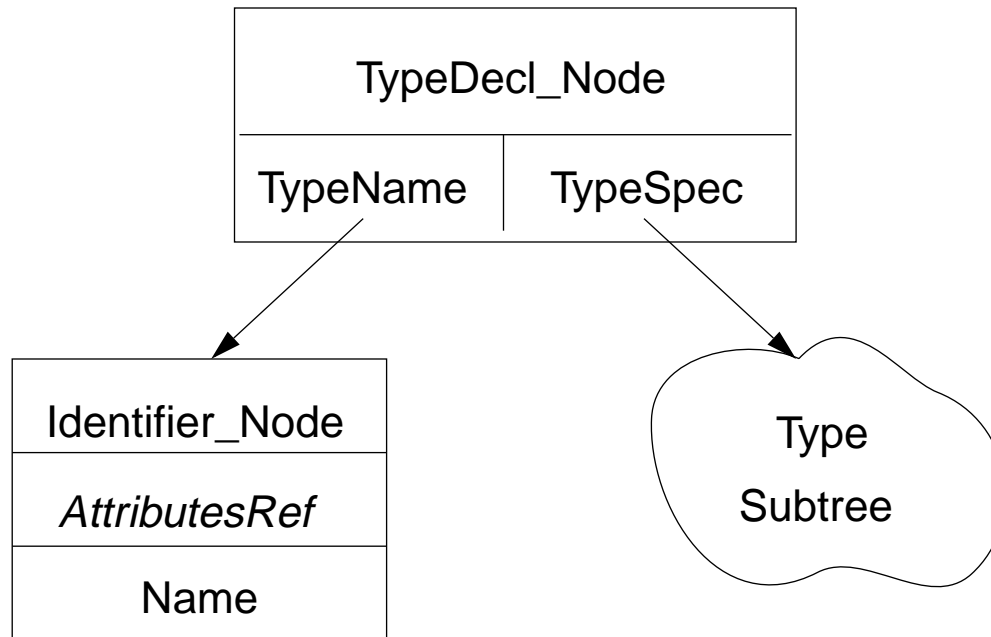 TypeDecl_Node
TypeName TypeSpec
Identifier_Node
AttributesRef
Name
Type
Subtree